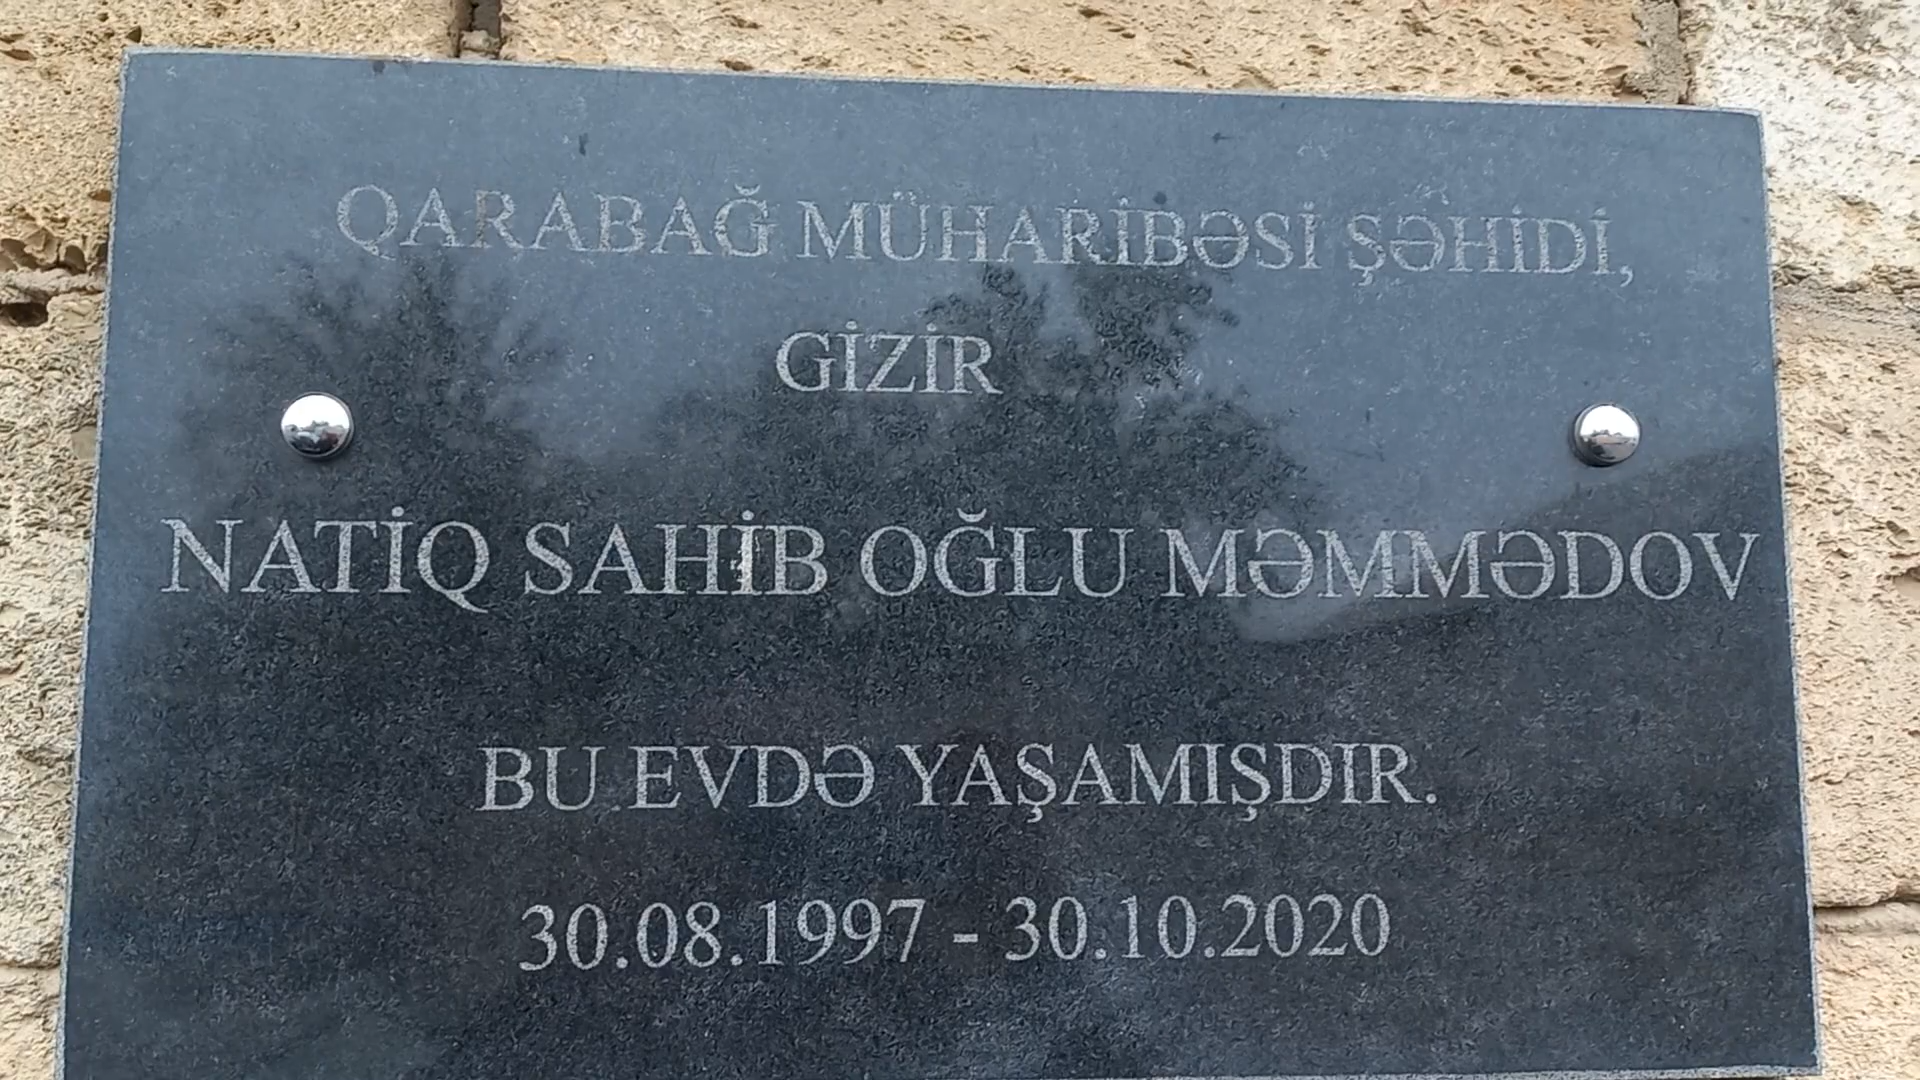 QARABAĞ MÜHARİBƏSİ ŞƏHİDİ,
GİZİR
NATİQ SAHİB OĞLU MƏMMƏDOV
BU EVDƏ YAŞAMIŞDIR.
30.08.1997 - 30.10.2020